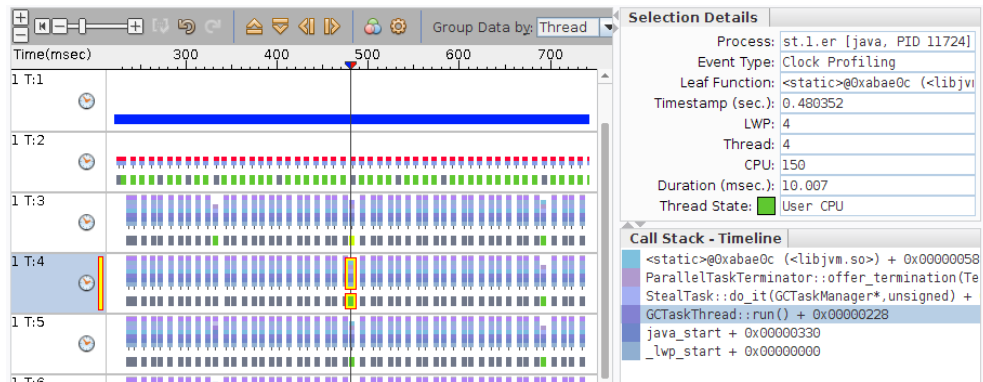 Group Data by: Thread
Time(msec) 300 400 500 600 700
1 T:1
1 T:2
1 T:3
1 T:4
1 T:5
1 T:6
Selection Details
Process: st.l.er [java, PID 11724]
Event Type: Clock Profiling
Leaf Function: <static>@0xabae0c (<libjvm
Timestamp (sec.): 0.480352
LWP: 4
Thread: 4
CPU: 150
Duration (msec.): 10.007
Thread State: User CPU
Call Stack - Timeline
<static>@0xabae0c (<libjvm.so>) + 0x00000058
ParallelTaskTerminator::offer_termination(Te
StealTask::do_it(GCTaskManager*,unsigned) +
GCTaskThread::run() + 0x00000228
java_start + 0x00000330
_lwp_start + 0x00000000